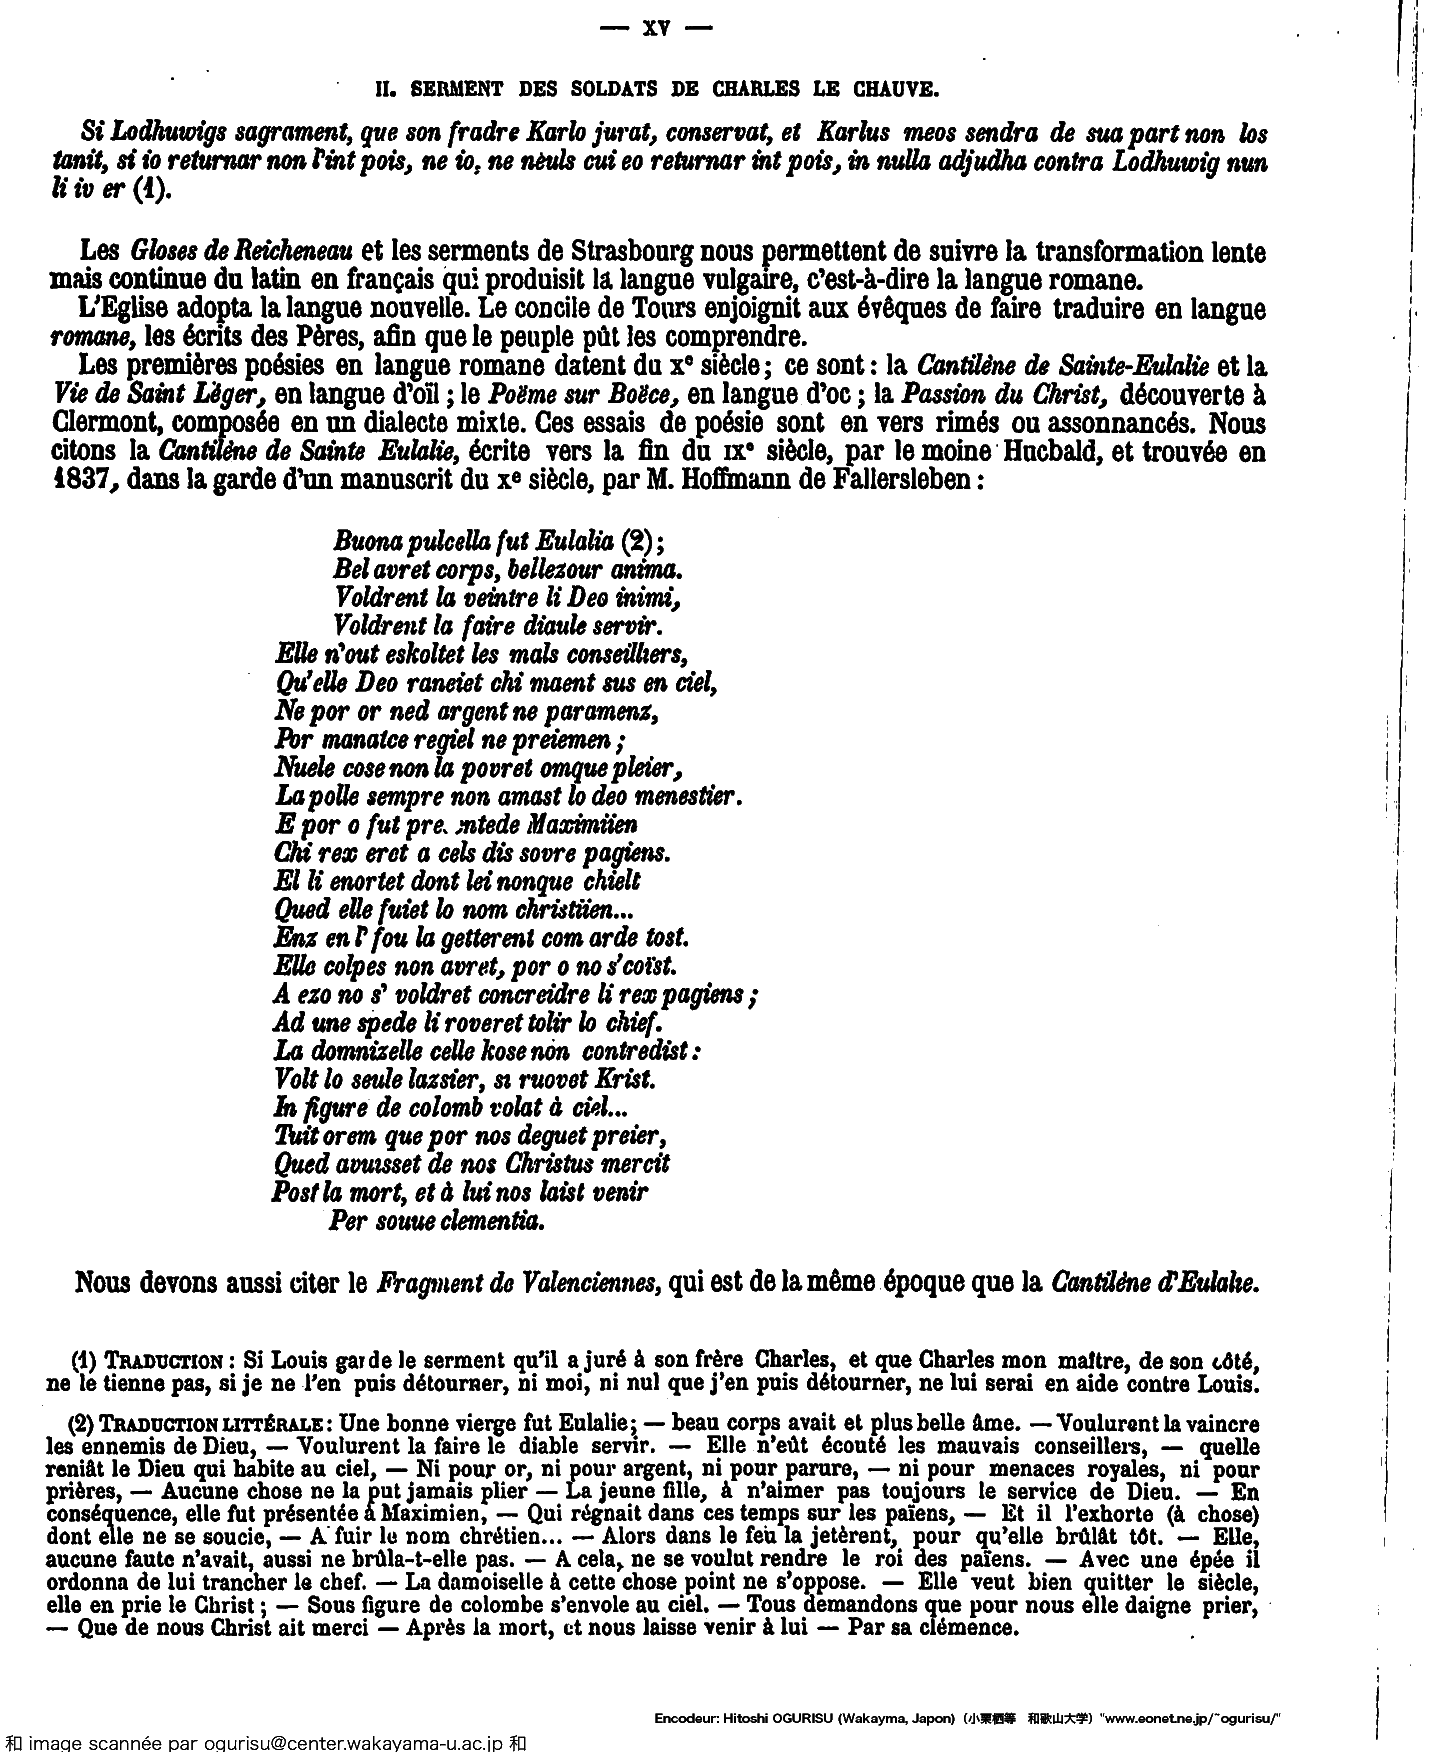 — XV —
II. SERMENT DES SOLDATS DE CHARLES LE CHAUVE.
Si Lodhuwigs sagrament, que son fradre Karlo jurat, conservat, et Karlus meos sendra de sua part non los
tanit, si io returnar non l'int pois, ne io, ne nèuls cui eo returnar int pois, in nulla adjudha contra Lodhuwig nun
li iv er (1).
Les Gloses de Reicheneau et les serments de Strasbourg nous permettent de suivre la transformation lente
mais continue du latin en français qui produisit la langue vulgaire, c'est-à-dire la langue romane.
L'Eglise adopta la langue nouvelle. Le concile de Tours enjoignit aux évêques de faire traduire en langue
romane, les écrits des Pères, afin que le peuple pût les comprendre.
Les premières poésies en langue romane datent du Xe siècle ; ce sont : la Cantilène de Sainte-Eulalie et la
Vie de Saint Lèger, en langue d'oïl ; le Poëme sur Boëce, en langue d'oc ; la Passion du Christ, découverte à
Clermont, composée en un dialecte mixte. Ces essais de poésie sont en vers rimés ou assonnancés. Nous
citons la Cantilène de Sainte Eulalie, écrite vers la fin du IXe siècle, par le moine Hucbald, et trouvée en
1837, dans la garde d'un manuscrit du Xe siècle, par M. Hoffmann de Fallersleben :
Buona pulcella fut Eulalia (2) ;
Bel avret corps, bellezour anima.
Voldrent la veintre li Deo inimi,
Voldrent la faire diaule servir.
Elle n'out eskoltet les mals conseilliers,
Qu'elle Deo raneiet chi maent sus en ciel,
Ne por or ned argent ne paramenz,
Por manatce regiel ne preiemen ;
Nuele cose non la povret omque pleier,
La polle sempre non amast lo deo menestier.
E por o fut Maximiien
Chi rex eret a cels dis sovre pagiens.
El li enortet dont lei nonque chielt
Qued elle fuiet lo nom christiien...
Enz en l' fou la getterent com arde tost.
Elle colpes non avret, por o no s'coïst.
A ezo no s' voldret concreidre li rex pagiens ;
Ad une spede li roveret tolir lo chief.
La domnizelle celle kose non contredist :
Volt lo seule lazsier, si ruovet Krist.
In figure de colomb volat à ciel...
Tuit orem que por nos deguet preier,
Qued avuisset de nos Christus mercit
Post la mort, et à lui nos laist venir
Per souue clementia.
Nous devons aussi citer le Fragment de Valenciennes, qui est de la même époque que la Cantilène d'Eulalie.
(1) TRADUCTION : Si Louis garde le serment qu'il a juré à son frère Charles, et que Charles mon maître, de son côté,
ne le tienne pas, si je ne l'en puis détourner, ni moi, ni nul que j'en puis détourner, ne lui serai en aide contre Louis.
(2) TRADUCTION LITTÉRALE : Une bonne vierge fut Eulalie ; — beau corps avait et plus belle âme. — Voulurent la vaincre
les ennemis de Dieu, — Voulurent la faire le diable servir. — Elle n'eût écouté les mauvais conseillers, — quelle
reniât le Dieu qui habite au ciel, — Ni pour or, ni pour argent, ni pour parure, — ni pour menaces royales, ni pour
prières, — Aucune chose ne la put jamais plier — La jeune fille, à n'aimer pas toujours le service de Dieu. — En
conséquence, elle fut présentée à Maximien, — Qui régnait dans ces temps sur les païens, — Et il l'exhorte (à chose)
dont elle ne se soucie, — A fuir le nom chrétien... — Alors dans le feu la jetèrent, pour qu'elle brûlât tôt. — Elle,
aucune faute n'avait, aussi ne brûla-t-elle pas. — A cela, ne se voulut rendre le roi des païens. — Avec une épée il
ordonna de lui trancher le chef. — La damoiselle à cette chose point ne s'oppose. — Elle veut bien quitter le siècle,
elle en prie le Christ ; — Sous figure de colombe s'envole au ciel. — Tous demandons que pour nous elle daigne prier,
— Que de nous Christ ait merci — Après la mort, et nous laisse venir à lui — Par sa clémence.
Encodeur: Hitoshi OGURISU (Wakayma, Japon) (小栗栖等 和歌山大学) "www.eonet.ne.jp/~ogurisu/"
和 image scannée par ogurisu@center.wakayama-u.ac.jp 和